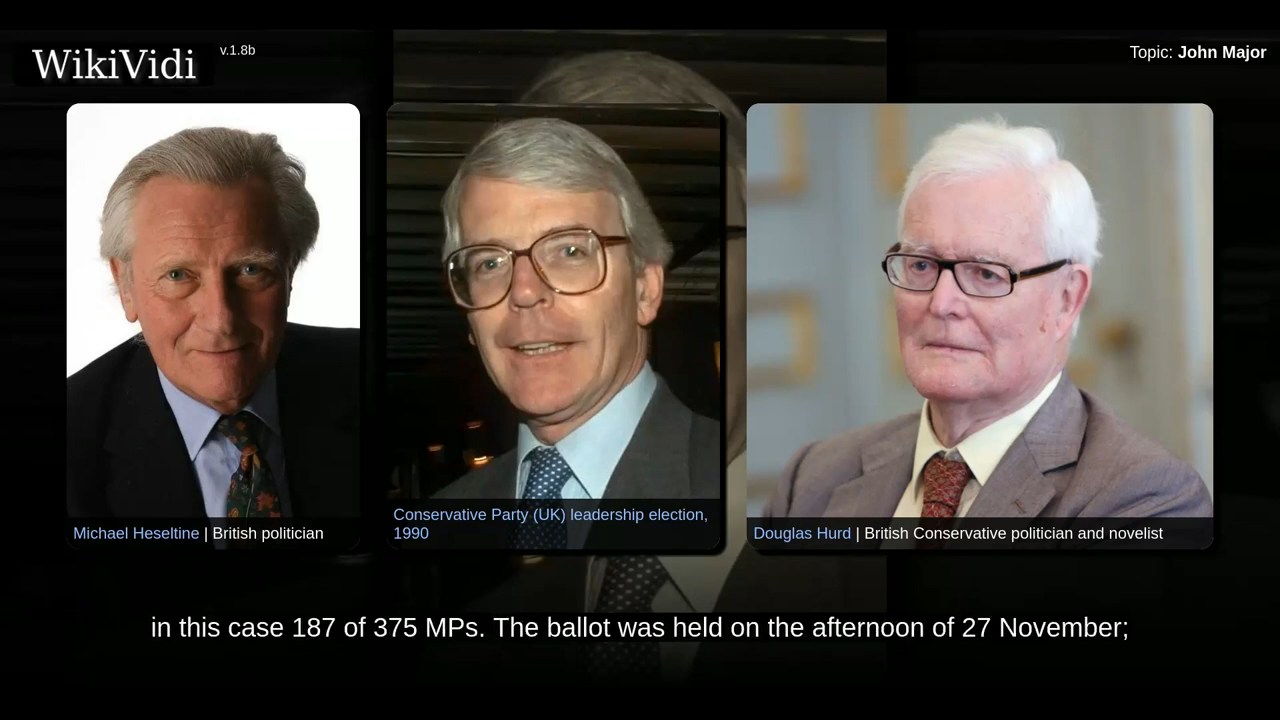 WikiVidi v.1.8b
Topic: John Major
Michael Heseltine | British politician
Conservative Party (UK) leadership election,
1990
Douglas Hurd | British Conservative politician and novelist
in this case 187 of 375 MPs. The ballot was held on the afternoon of 27 November;